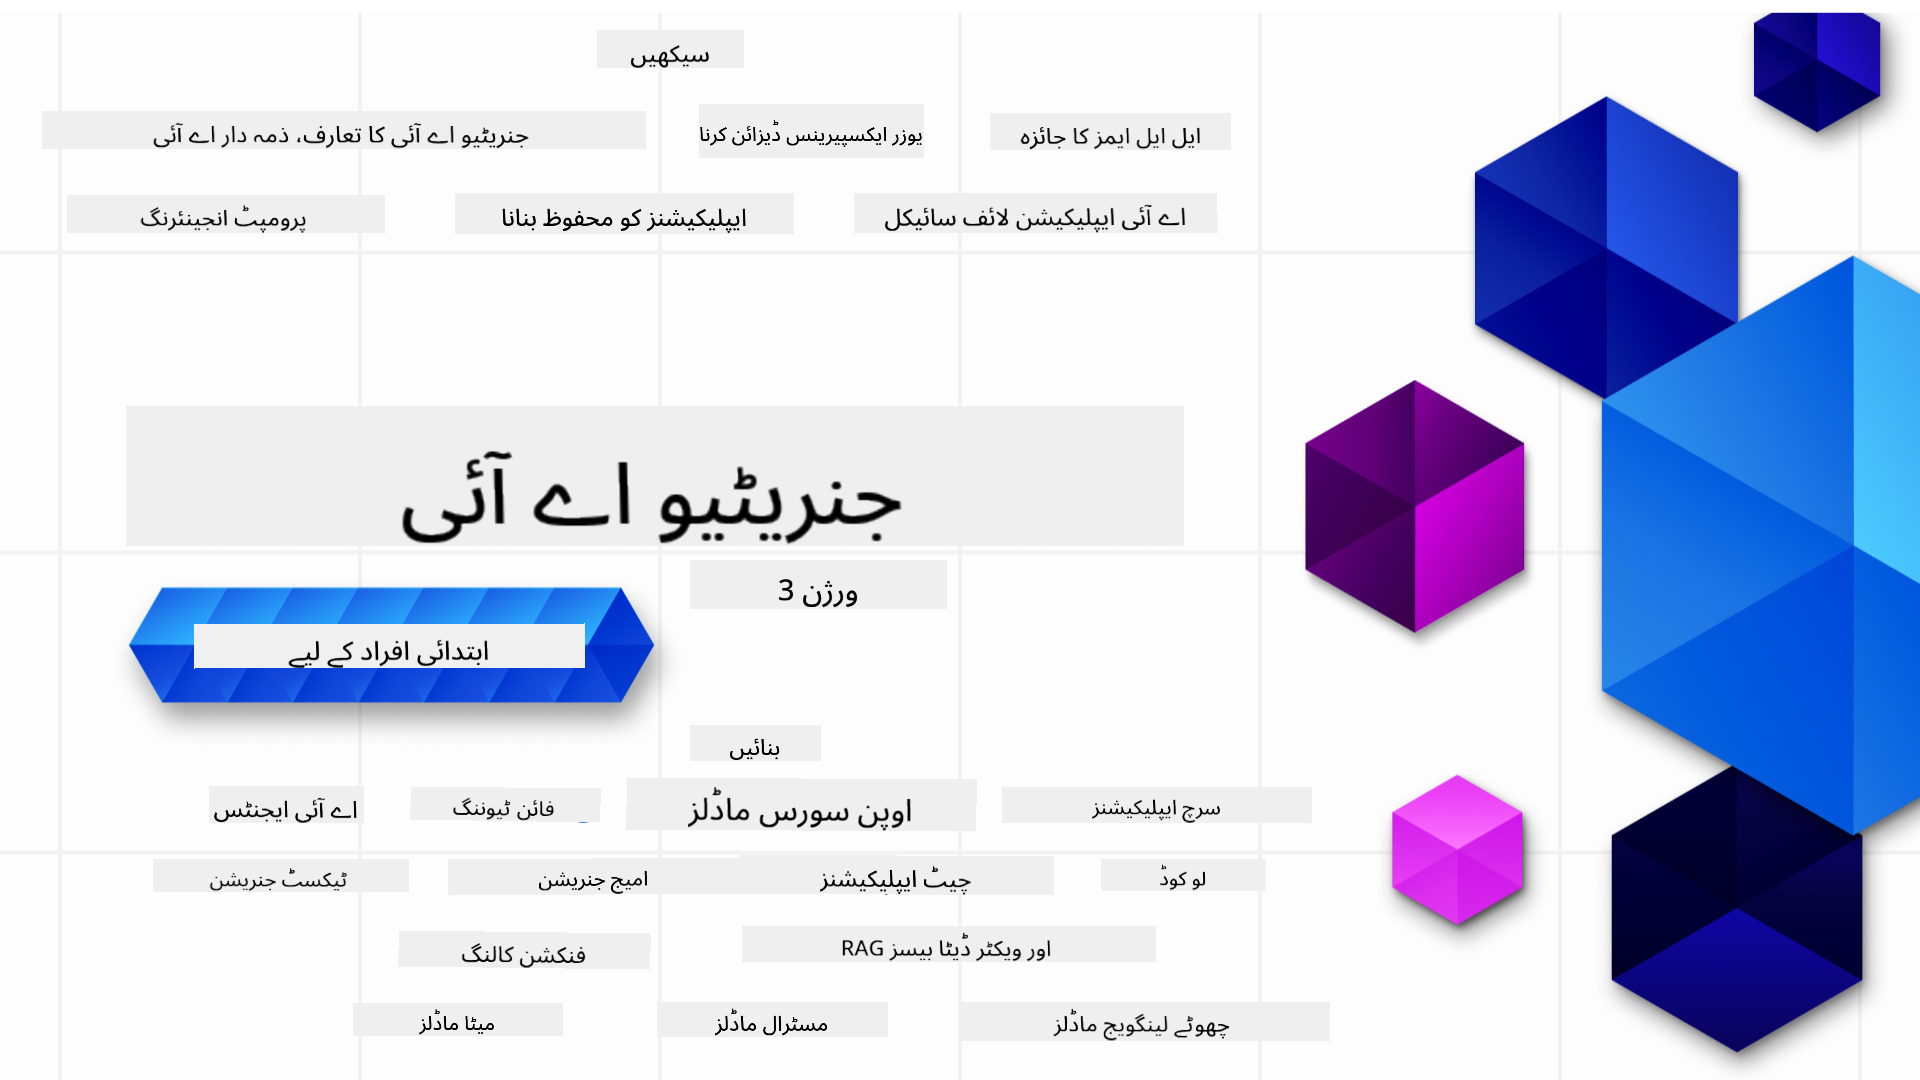 سیکھیں
جنریٹیو اے آئی کا تعارف، ذمہ دار اے آئی
یوزر ایکسپیرینس ڈیزائن کرنا
ایل ایل ایمز کا جائزہ
پرومپٹ انجینئرنگ
ایپلیکیشنز کو محفوظ بنانا
اے آئی ایپلیکیشن لائف سائیکل
جنریٹیو اے آئی
ورژن 3
ابتدائی افراد کے لیے
بنائیں
اے آئی ایجنٹس
فائن ٹیوننگ
اوپن سورس ماڈلز
سرچ ایپلیکیشنز
ٹیکسٹ جنریشن
امیج جنریشن
چیٹ ایپلیکیشنز
لو کوڈ
فنکشن کالنگ
اور ویکٹر ڈیٹا بیسز RAG
میٹا ماڈلز
مسٹرال ماڈلز
چھوٹے لینگویج ماڈلز